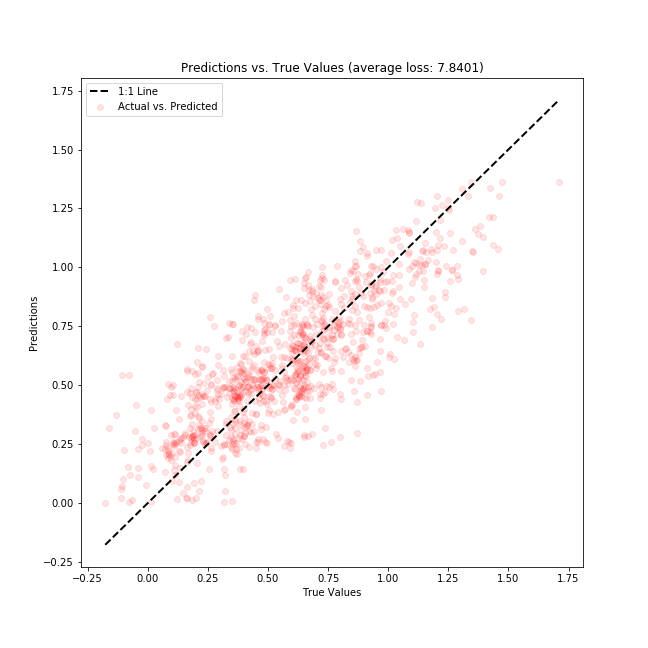 Predictions vs. True Values (average loss: 7.8401)
1.75
1:1 Line
Actual vs. Predicted
1.50
1.25
1.00
0.75
Predictions
0.50
0.25
0.00
−0.25
−0.25 0.00 0.25 0.50 0.75 1.00 1.25 1.50 1.75
True Values